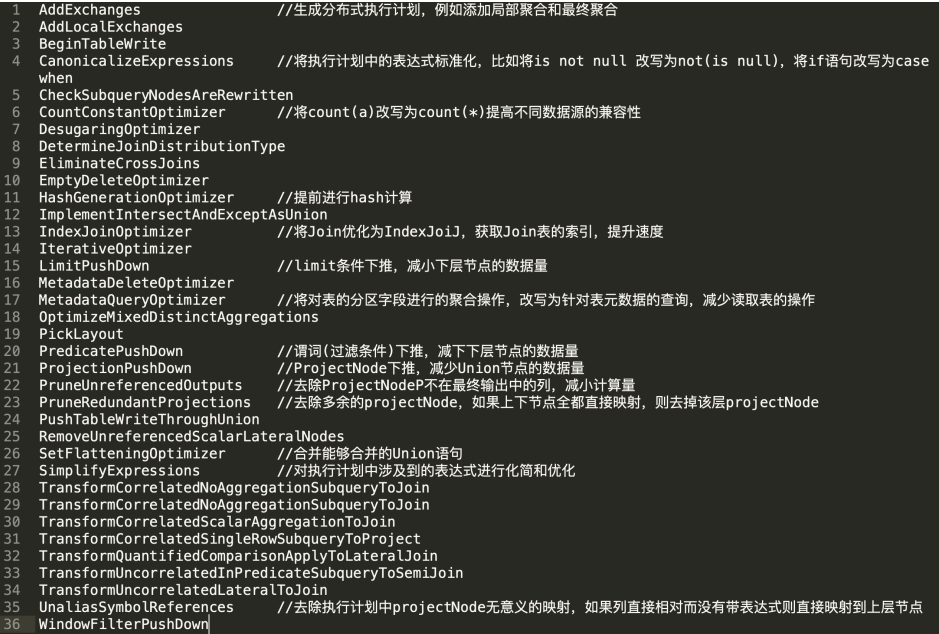 1 AddExchanges //生成分布式执行计划，例如添加局部聚合和最终聚合
2 AddLocalExchanges
3 BeginTableWrite
4 CanonicalizeExpressions //将执行计划中的表达式标准化，比如将is not null 改写为not(is null)，将if语句改写为case
when
5 CheckSubqueryNodesAreRewritten
6 CountConstantOptimizer //将count(a)改写为count(*)提高不同数据源的兼容性
7 DesugaringOptimizer
8 DetermineJoinDistributionType
9 EliminateCrossJoins
10 EmptyDeleteOptimizer
11 HashGenerationOptimizer //提前进行hash计算
12 ImplementIntersectAndExceptAsUnion
13 IndexJoinOptimizer //将Join优化为IndexJoiJ，获取Join表的索引，提升速度
14 IterativeOptimizer
15 LimitPushDown //limit条件下推，减小下层节点的数据量
16 MetadataDeleteOptimizer
17 MetadataQueryOptimizer //将对表的分区字段进行的聚合操作，改写为针对表元数据的查询，减少读取表的操作
18 OptimizeMixedDistinctAggregations
19 PickLayout
20 PredicatePushDown //谓词(过滤条件)下推，减下下层节点的数据量
21 ProjectionPushDown //ProjectNode下推，减少Union节点的数据量
22 PruneUnreferencedOutputs //去除ProjectNodeP不在最终输出中的列，减小计算量
23 PruneRedundantProjections //去除多余的projectNode，如果上下节点全都直接映射，则去掉该层projectNode
24 PushTableWriteThroughUnion
25 RemoveUnreferencedScalarLateralNodes
26 SetFlatteningOptimizer //合并能够合并的Union语句
27 SimplifyExpressions //对执行计划中涉及到的表达式进行化简和优化
28 TransformCorrelatedNoAggregationSubqueryToJoin
29 TransformCorrelatedNoAggregationSubqueryToJoin
30 TransformCorrelatedScalarAggregationToJoin
31 TransformCorrelatedSingleRowSubqueryToProject
32 TransformQuantifiedComparisonApplyToLateralJoin
33 TransformUncorrelatedInPredicateSubqueryToSemiJoin
34 TransformUncorrelatedLateralToJoin
35 UnaliasSymbolReferences //去除执行计划中projectNode无意义的映射，如果列直接相对而没有带表达式则直接映射到上层节点
36 WindowFilterPushDown